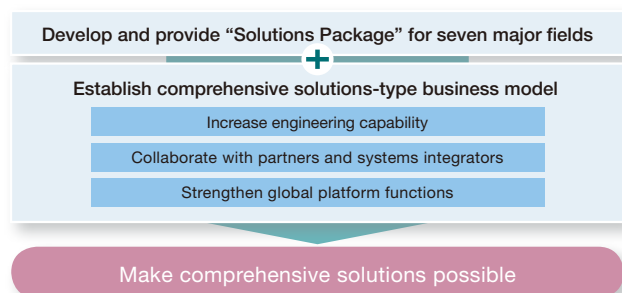 Develop and provide “Solutions Package” for seven major fields
+
Establish comprehensive solutions-type business model
Increase engineering capability
Collaborate with partners and systems integrators
Strengthen global platform functions
Make comprehensive solutions possible